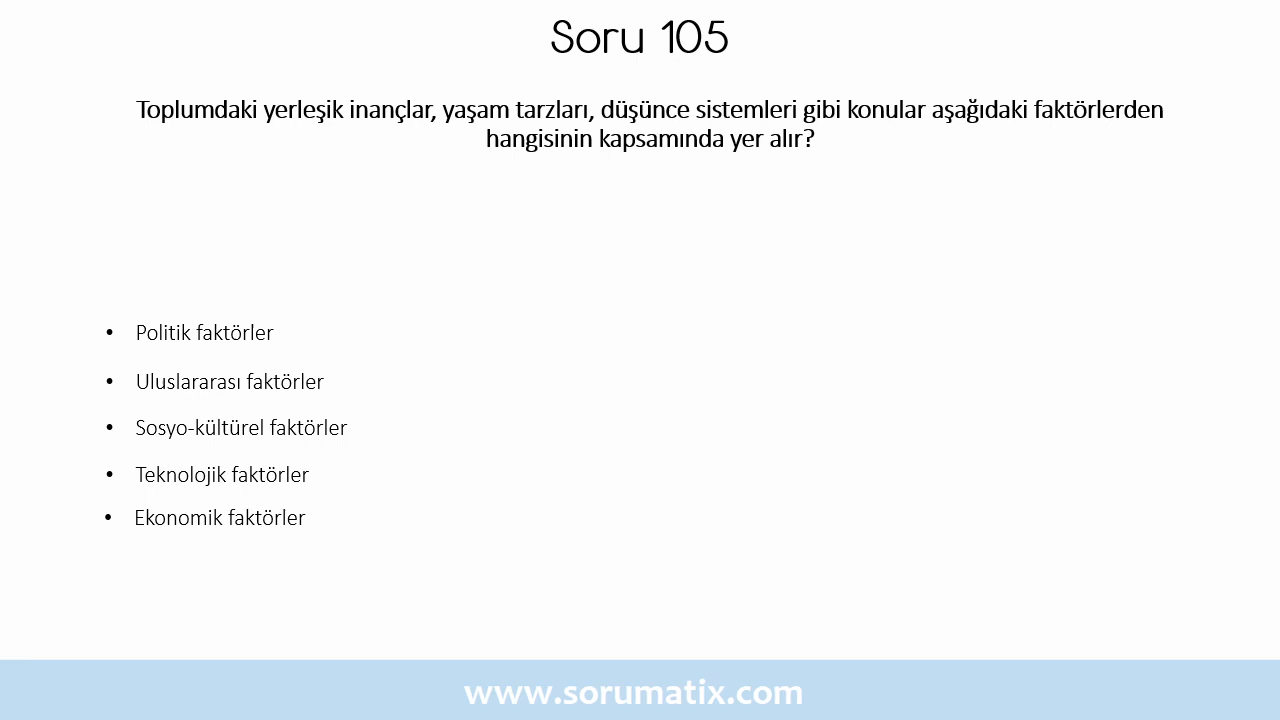 Soru 105
Toplumdaki yerleşik inançlar, yaşam tarzları, düşünce sistemleri gibi konular aşağıdaki faktörlerden
hangisinin kapsamında yer alır?
• Politik faktörler
• Uluslararası faktörler
• Sosyo-kültürel faktörler
• Teknolojik faktörler
• Ekonomik faktörler
www.sorumatix.com